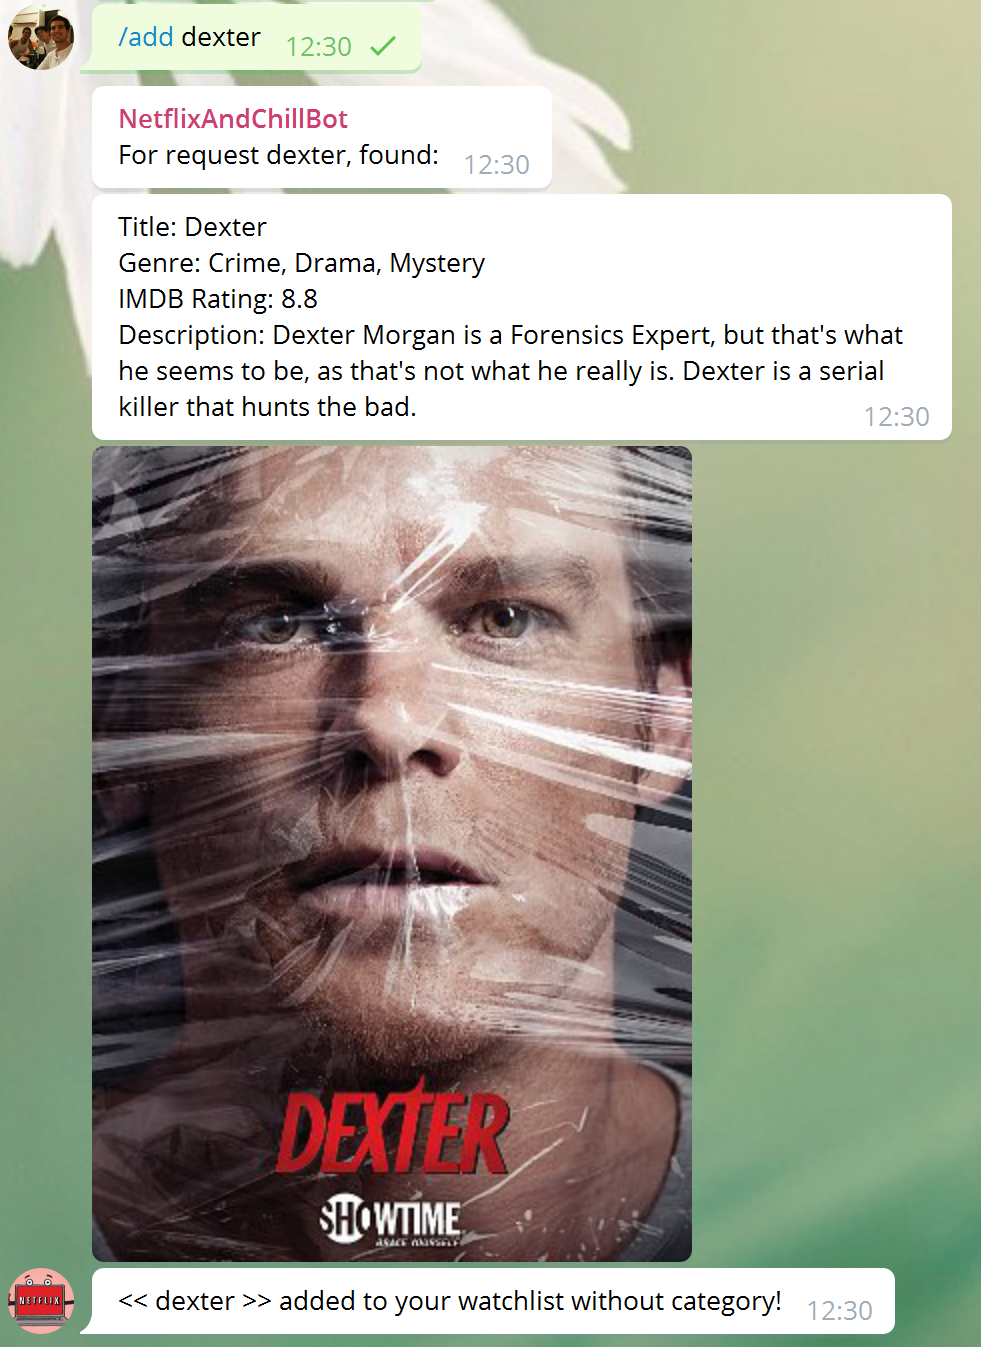 /add dexter 12:30
NetflixAndChillBot
For request dexter, found: 12:30
Title: Dexter
Genre: Crime, Drama, Mystery
IMDB Rating: 8.8
Description: Dexter Morgan is a Forensics Expert, but that's what
he seems to be, as that's not what he really is. Dexter is a serial
killer that hunts the bad. 12:30
DEXTER
SHOWTIME
BRACE YOURSELF
NETFLIX
<< dexter >> added to your watchlist without category! 12:30